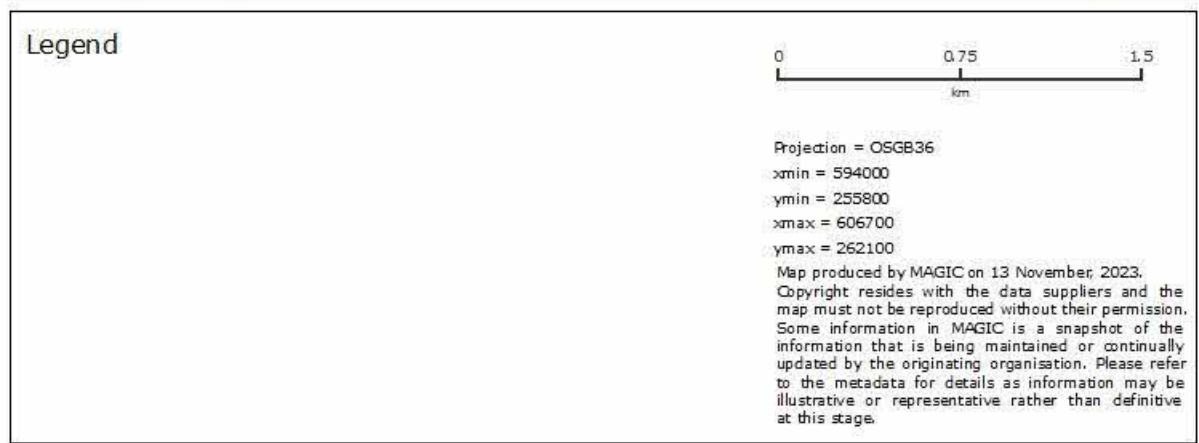 Legend
0 0.75 1.5
km
Projection = OSGB36
xmin = 594000
ymin = 255800
xmax = 606700
ymax = 262100
Map produced by MAGIC on 13 November, 2023.
Copyright resides with the data suppliers and the
map must not be reproduced without their permission.
Some information in MAGIC is a snapshot of the
information that is being maintained or continually
updated by the originating organisation. Please refer
to the metadata for details as information may be
illustrative or representative rather than definitive
at this stage.